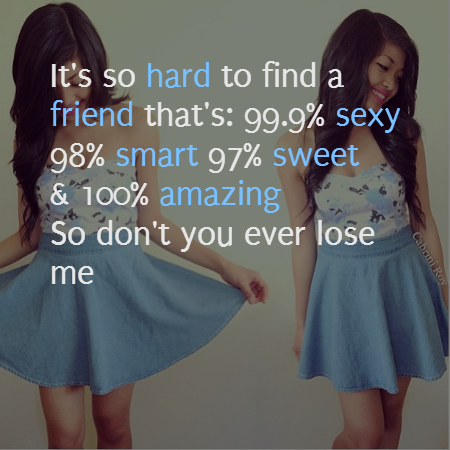 It's so hard to find a
friend that's: 99.9% sexy
98% smart 97% sweet
& 100% amazing
So don't you ever lose
me